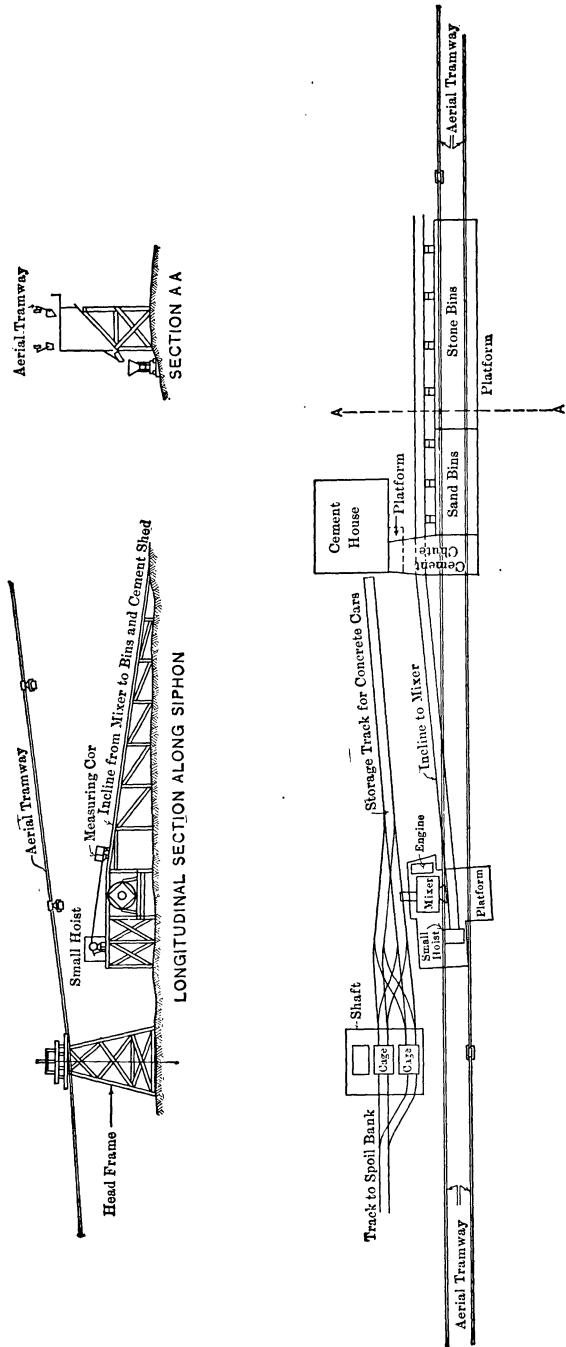 Aerial Tramway
SECTION A A
Aerial Tramway
Small Hoist
Measuring Cor
Incline from Mixer to Bins and Cement Shed
Head Frame
LONGITUDINAL SECTION ALONG SIPHON
Cement
House
Platform
Cement
Chute
Sand Bins
Stone Bins
Platform
A
A
Aerial Tramway
Storage Track for Concrete Cars
Incline to Mixer
Engine
Mixer
Small
Hoist
Platform
Shaft
Cage
Cage
Track to Spoil Bank
Aerial Tramway